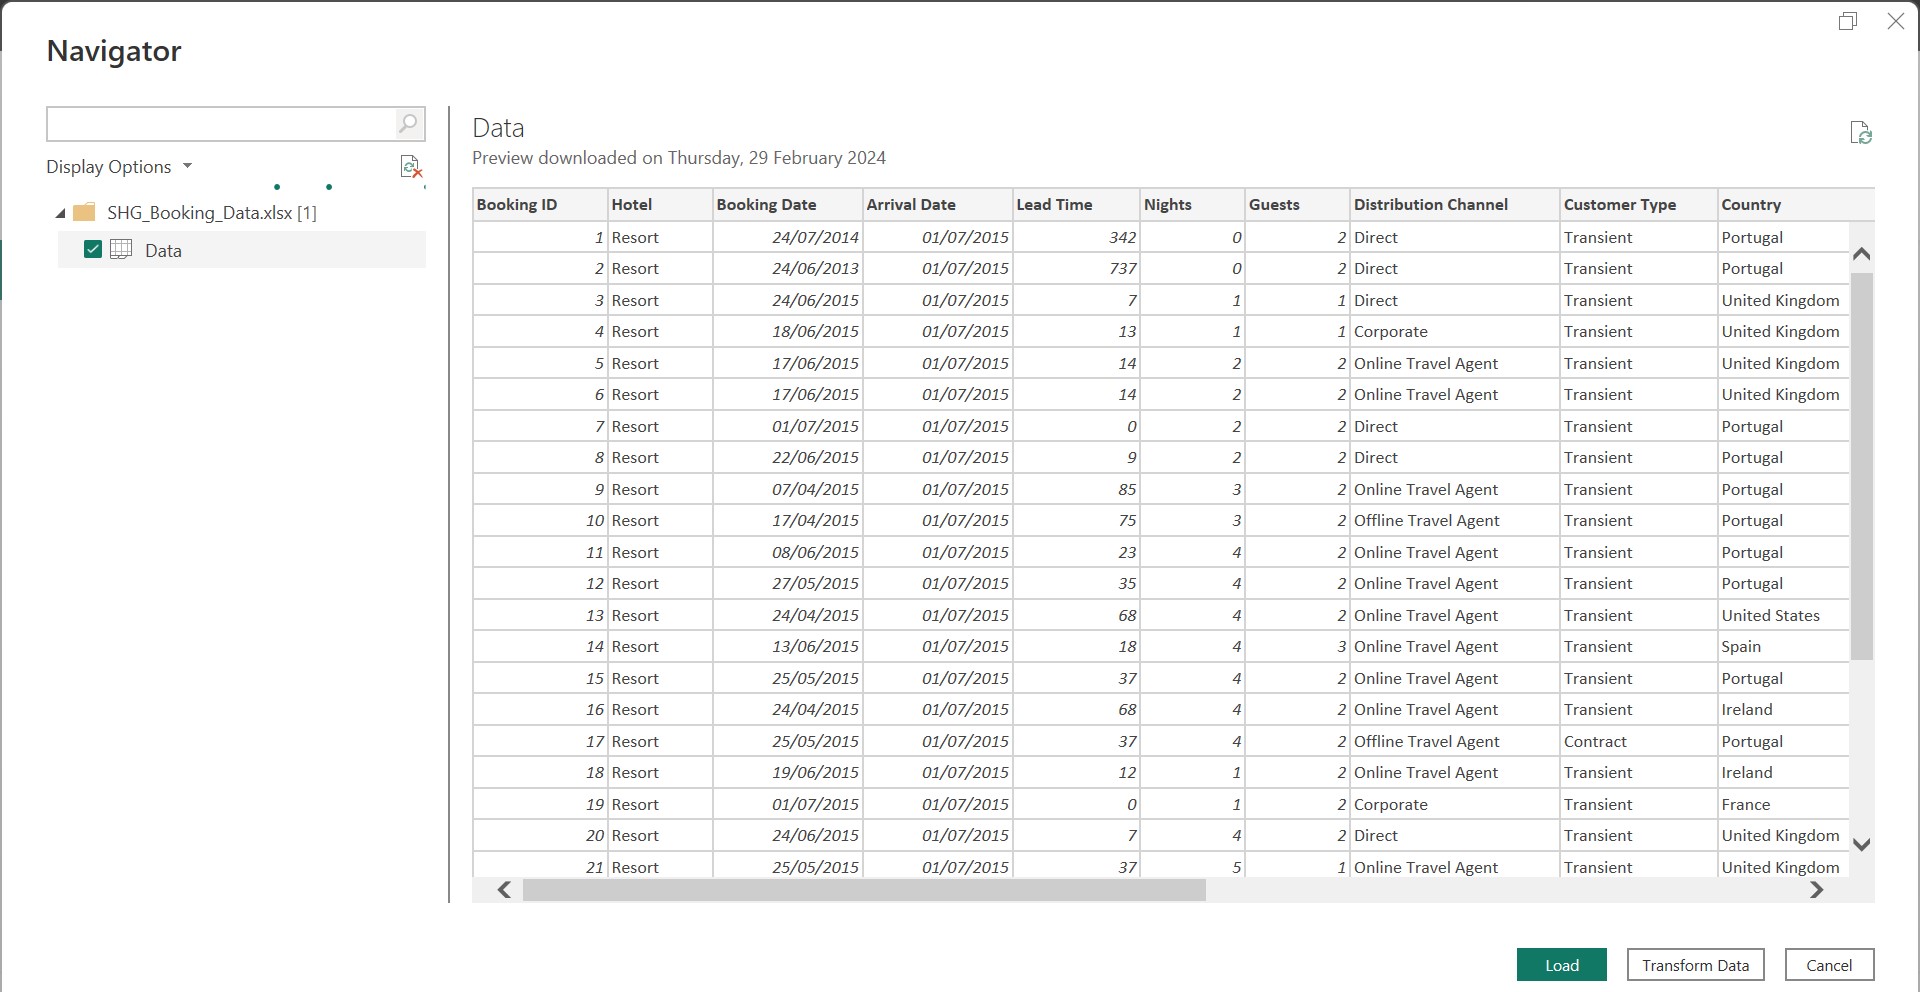 Navigator
Display Options
SHG_Booking_Data.xlsx [1]
Data
Data
Preview downloaded on Thursday, 29 February 2024
Booking ID Hotel Booking Date Arrival Date Lead Time Nights Guests Distribution Channel Customer Type Country
1 Resort 24/07/2014 01/07/2015 342 0 2 Direct Transient Portugal
2 Resort 24/06/2013 01/07/2015 737 0 2 Direct Transient Portugal
3 Resort 24/06/2015 01/07/2015 7 1 1 Direct Transient United Kingdom
4 Resort 18/06/2015 01/07/2015 13 1 1 Corporate Transient United Kingdom
5 Resort 17/06/2015 01/07/2015 14 2 2 Online Travel Agent Transient United Kingdom
6 Resort 17/06/2015 01/07/2015 14 2 2 Online Travel Agent Transient United Kingdom
7 Resort 01/07/2015 01/07/2015 0 2 2 Direct Transient Portugal
8 Resort 22/06/2015 01/07/2015 9 2 2 Direct Transient Portugal
9 Resort 07/04/2015 01/07/2015 85 3 2 Online Travel Agent Transient Portugal
10 Resort 17/04/2015 01/07/2015 75 3 2 Offline Travel Agent Transient Portugal
11 Resort 08/06/2015 01/07/2015 23 4 2 Online Travel Agent Transient Portugal
12 Resort 27/05/2015 01/07/2015 35 4 2 Online Travel Agent Transient Portugal
13 Resort 24/04/2015 01/07/2015 68 4 2 Online Travel Agent Transient United States
14 Resort 13/06/2015 01/07/2015 18 4 3 Online Travel Agent Transient Spain
15 Resort 25/05/2015 01/07/2015 37 4 2 Online Travel Agent Transient Portugal
16 Resort 24/04/2015 01/07/2015 68 4 2 Online Travel Agent Transient Ireland
17 Resort 25/05/2015 01/07/2015 37 4 2 Offline Travel Agent Contract Portugal
18 Resort 19/06/2015 01/07/2015 12 1 2 Online Travel Agent Transient Ireland
19 Resort 01/07/2015 01/07/2015 0 1 2 Corporate Transient France
20 Resort 24/06/2015 01/07/2015 7 4 2 Direct Transient United Kingdom
21 Resort 25/05/2015 01/07/2015 37 5 1 Online Travel Agent Transient United Kingdom
Load Transform Data Cancel